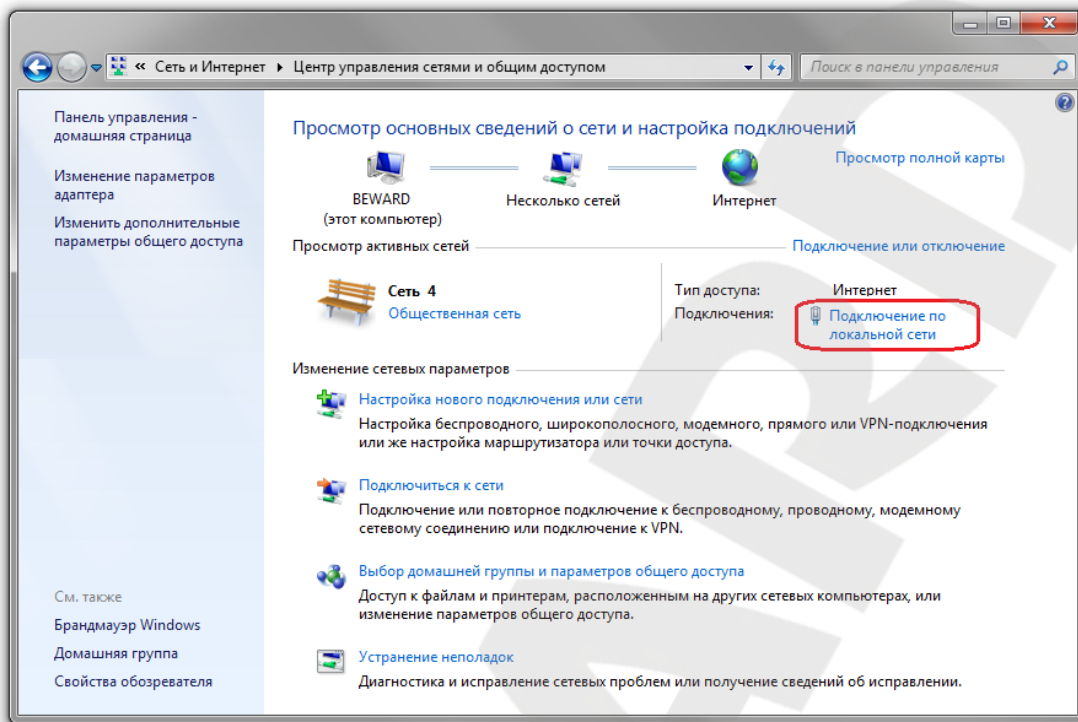 « Сеть и Интернет ▸ Центр управления сетями и общим доступом
Поиск в панели управления
Панель управления -
домашняя страница
Изменение параметров
адаптера
Изменить дополнительные
параметры общего доступа
См. также
Брандмауэр Windows
Домашняя группа
Свойства обозревателя
Просмотр основных сведений о сети и настройка подключений
Просмотр полной карты
BEWARD
(этот компьютер)
Несколько сетей
Интернет
Просмотр активных сетей
Подключение или отключение
Сеть 4
Общественная сеть
Тип доступа: Интернет
Подключения: Подключение по
локальной сети
Изменение сетевых параметров
Настройка нового подключения или сети
Настройка беспроводного, широкополосного, модемного, прямого или VPN-подключения
или же настройка маршрутизатора или точки доступа.
Подключиться к сети
Подключение или повторное подключение к беспроводному, проводному, модемному
сетевому соединению или подключение к VPN.
Выбор домашней группы и параметров общего доступа
Доступ к файлам и принтерам, расположенным на других сетевых компьютерах, или
изменение параметров общего доступа.
Устранение неполадок
Диагностика и исправление сетевых проблем или получение сведений об исправлении.